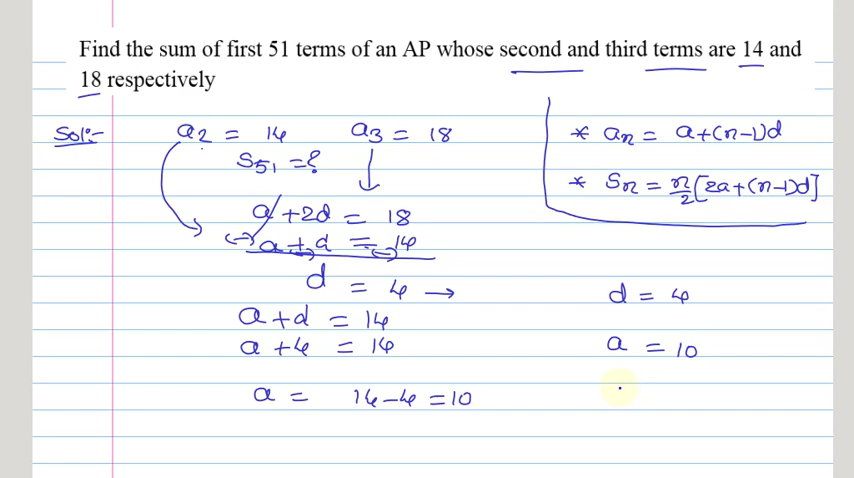 Find the sum of first 51 terms of an AP whose second and third terms are 14 and
18 respectively
Sol:- a2 = 14 a3 = 18
S51 = ?
* an = a+(n-1)d
* Sn = n/2 [2a+(n-1)d]
a + 2d = 18
(-) a + d = 14
(-) (-)
d = 4 →
a + d = 14
a + 4 = 14
a = 14 - 4 = 10
d = 4
a = 10